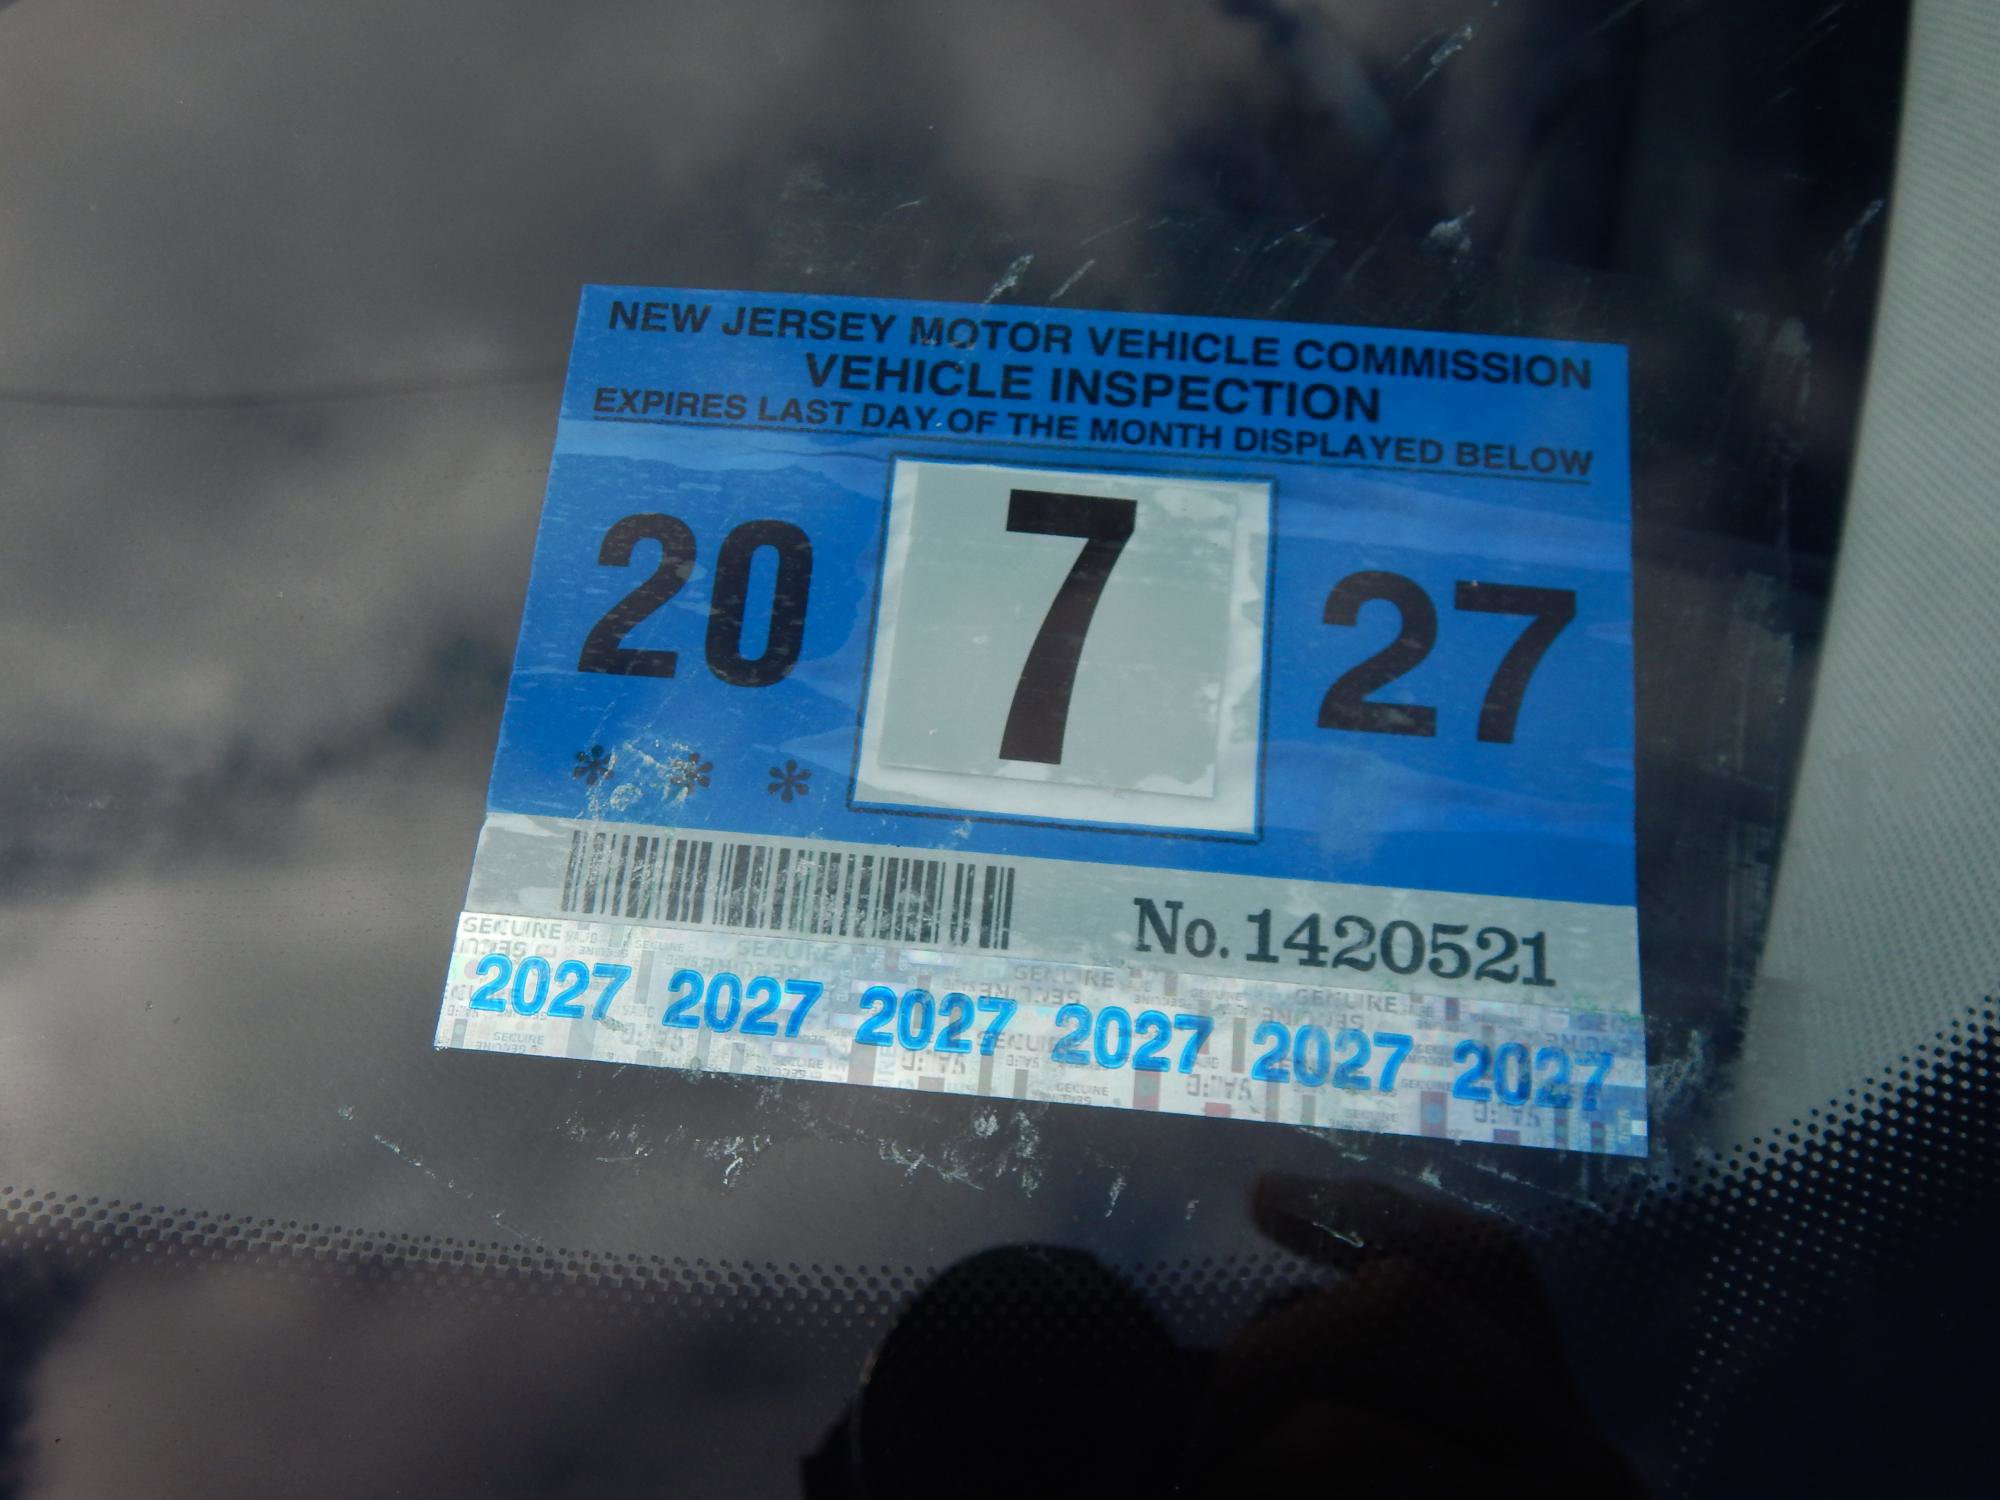 NEW JERSEY MOTOR VEHICLE COMMISSION
VEHICLE INSPECTION
EXPIRES LAST DAY OF THE MONTH DISPLAYED BELOW
20 7 27
* * *
No. 1420521
2027 2027 2027 2027 2027 2027